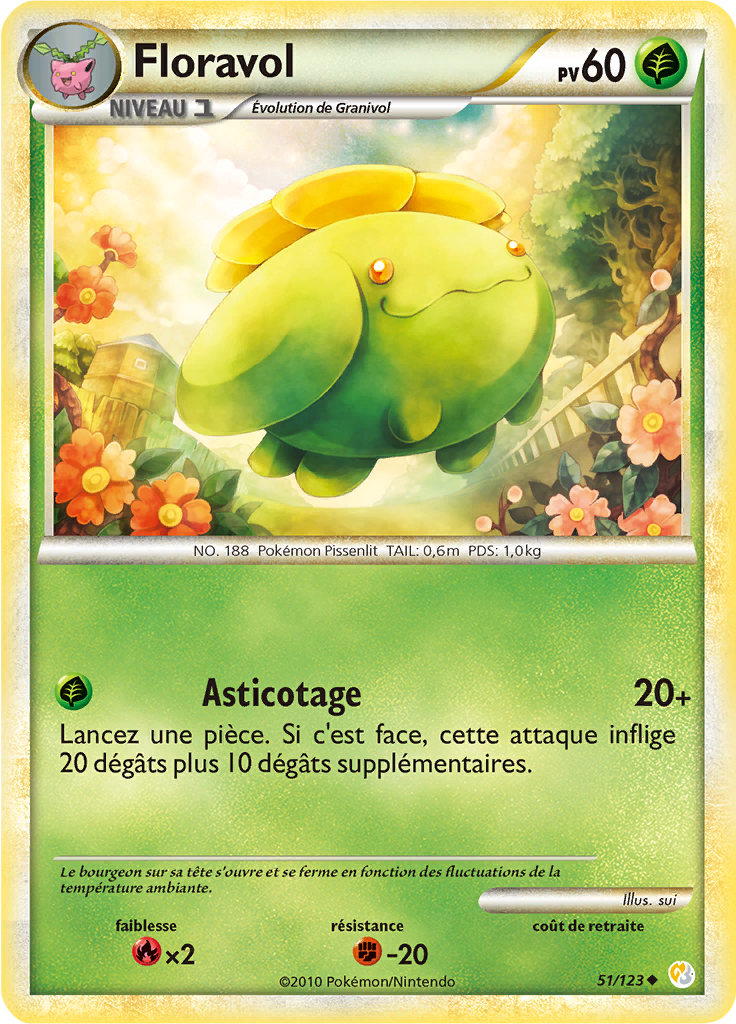 Floravol
PV60
NIVEAU 1
Évolution de Granivol
NO. 188 Pokémon Pissenlit TAIL: 0,6m PDS: 1,0kg
Asticotage 20+
Lancez une pièce. Si c'est face, cette attaque inflige
20 dégâts plus 10 dégâts supplémentaires.
Le bourgeon sur sa tête s'ouvre et se ferme en fonction des fluctuations de la
température ambiante.
Illus. sui
faiblesse résistance coût de retraite
×2 -20
©2010 Pokémon/Nintendo
51/123